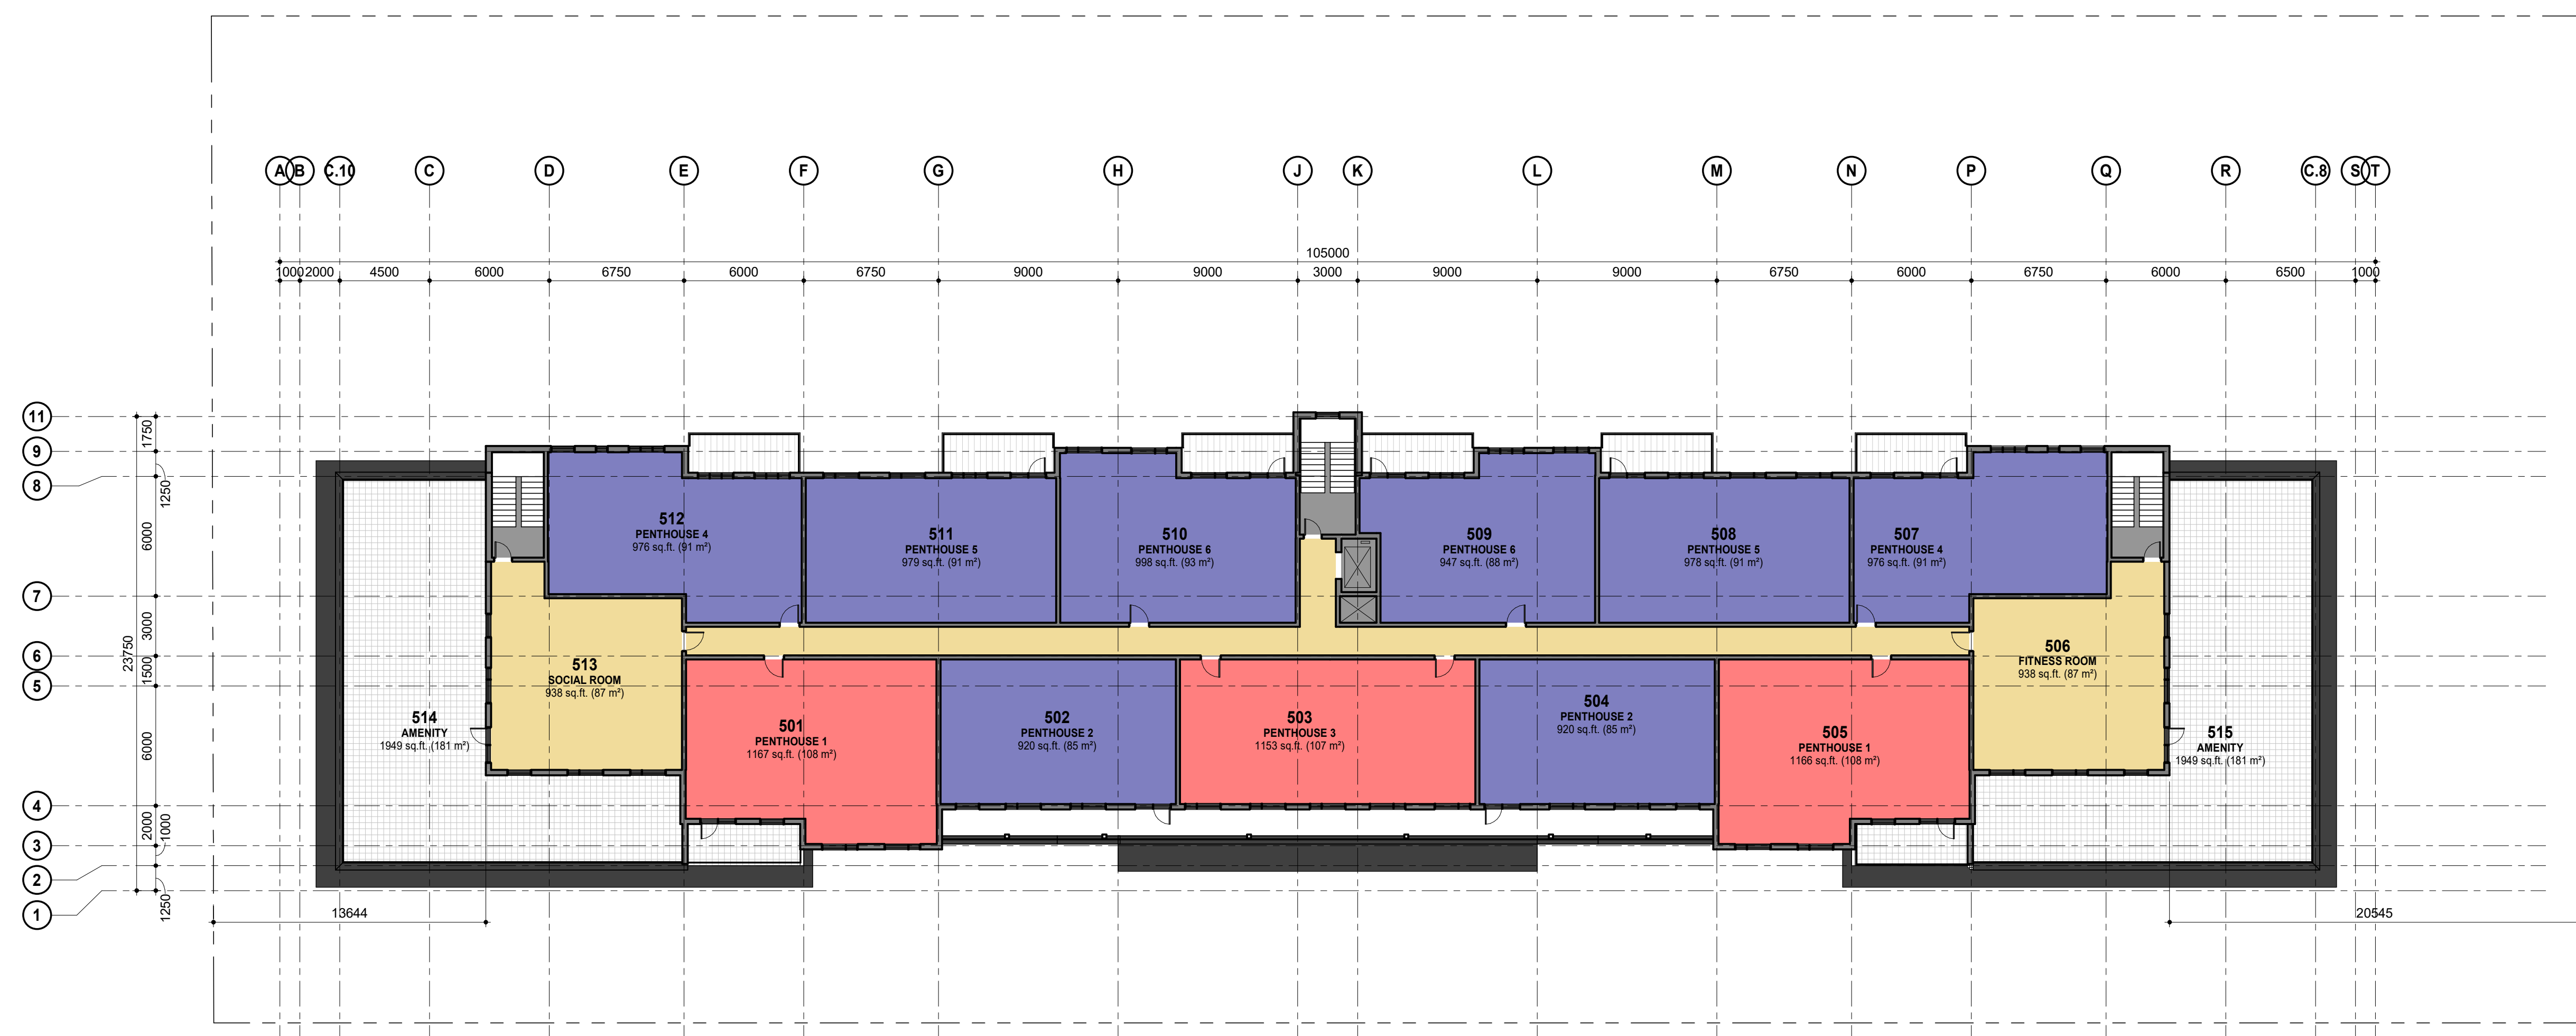 A B C.10 C D E F G H J K L M N P Q R C.8 S T
105000
1000 2000 4500 6000 6750 6000 6750 9000 9000 3000 9000 9000 6750 6000 6750 6000 6500 1000
11
9
8
7
6
5
4
3
2
1
23750
1750
1250
6000
3000
1500
6000
2000
1000
1250
512
PENTHOUSE 4
976 sq.ft. (91 m²)
511
PENTHOUSE 5
979 sq.ft. (91 m²)
510
PENTHOUSE 6
998 sq.ft. (93 m²)
509
PENTHOUSE 6
947 sq.ft. (88 m²)
508
PENTHOUSE 5
978 sq.ft. (91 m²)
507
PENTHOUSE 4
976 sq.ft. (91 m²)
514
AMENITY
1949 sq.ft. (181 m²)
513
SOCIAL ROOM
938 sq.ft. (87 m²)
501
PENTHOUSE 1
1167 sq.ft. (108 m²)
502
PENTHOUSE 2
920 sq.ft. (85 m²)
503
PENTHOUSE 3
1153 sq.ft. (107 m²)
504
PENTHOUSE 2
920 sq.ft. (85 m²)
505
PENTHOUSE 1
1166 sq.ft. (108 m²)
506
FITNESS ROOM
938 sq.ft. (87 m²)
515
AMENITY
1949 sq.ft. (181 m²)
13644
20545